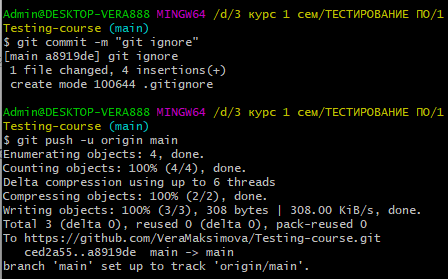 Admin@DESKTOP-VERA888 MINGW64 /d/3 курс 1 сем/ТЕСТИРОВАНИЕ ПО/1
Testing-course (main)
$ git commit -m "git ignore"
[main a8919de] git ignore
 1 file changed, 4 insertions(+)
 create mode 100644 .gitignore

Admin@DESKTOP-VERA888 MINGW64 /d/3 курс 1 сем/ТЕСТИРОВАНИЕ ПО/1
Testing-course (main)
$ git push -u origin main
Enumerating objects: 4, done.
Counting objects: 100% (4/4), done.
Delta compression using up to 6 threads
Compressing objects: 100% (2/2), done.
Writing objects: 100% (3/3), 308 bytes | 308.00 KiB/s, done.
Total 3 (delta 0), reused 0 (delta 0), pack-reused 0
To https://github.com/VeraMaksimova/Testing-course.git
   ced2a55..a8919de  main -> main
branch 'main' set up to track 'origin/main'.